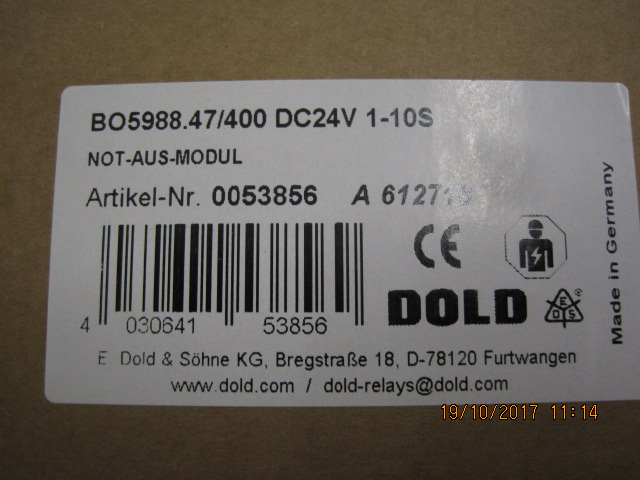 BO5988.47/400 DC24V 1-10S
NOT-AUS-MODUL
Artikel-Nr. 0053856 A
CE
DOLD
4 030641 53856
E Dold & Söhne KG, Bregstraße 18, D-78120 Furtwangen
www.dold.com / dold-relays@dold.com
Made in Germany
19/10/2017 11:14